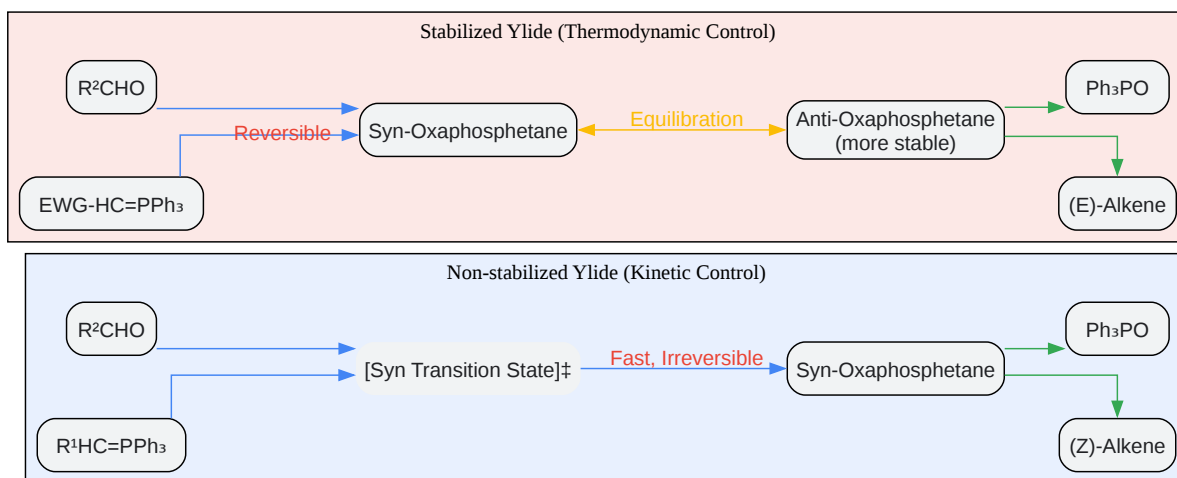 Stabilized Ylide (Thermodynamic Control)
R²CHO
Ph₃PO
Reversible
Syn-Oxaphosphetane
Equilibration
Anti-Oxaphosphetane
(more stable)
EWG-HC=PPh₃
(E)-Alkene
Non-stabilized Ylide (Kinetic Control)
R²CHO
Ph₃PO
[Syn Transition State]‡
Fast, Irreversible
Syn-Oxaphosphetane
R¹HC=PPh₃
(Z)-Alkene